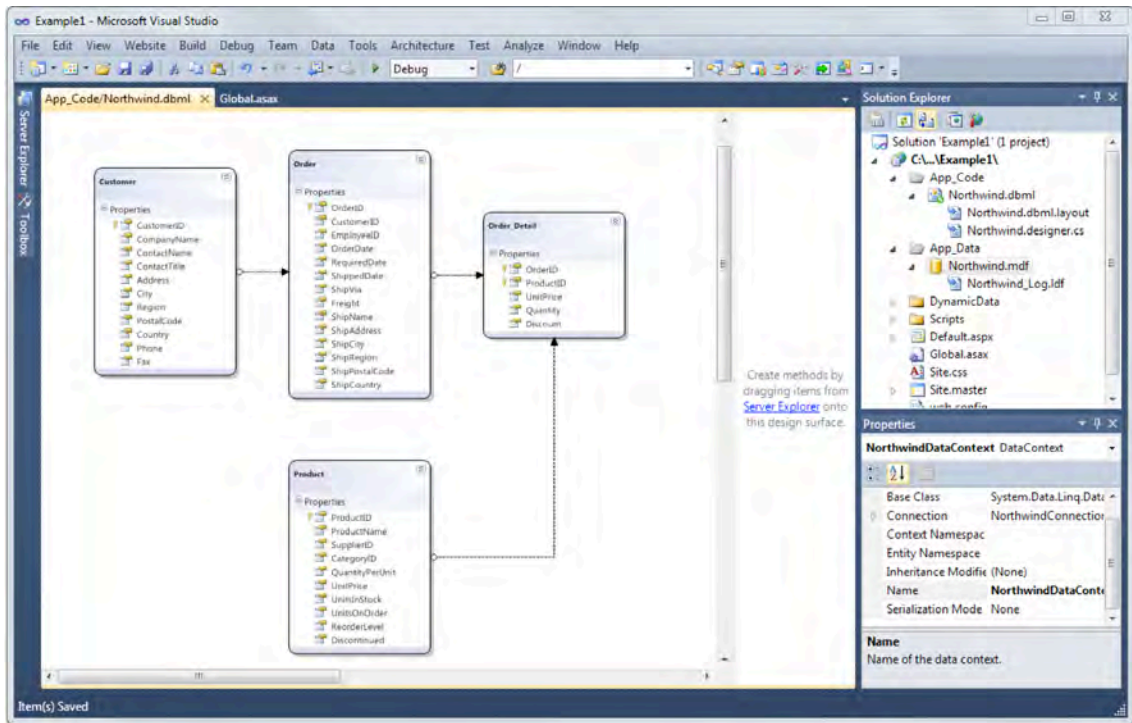 Example1 - Microsoft Visual Studio
File Edit View Website Build Debug Team Data Tools Architecture Test Analyze Window Help
Debug /
Server Explorer
Toolbox
App_Code/Northwind.dbml Global.asax
Customer
Properties
CustomerID
CompanyName
ContactName
ContactTitle
Address
City
Region
PostalCode
Country
Phone
Fax
Order
Properties
OrderID
CustomerID
EmployeeID
OrderDate
RequiredDate
ShippedDate
ShipVia
Freight
ShipName
ShipAddress
ShipCity
ShipRegion
ShipPostalCode
ShipCountry
Order_Detail
Properties
OrderID
ProductID
UnitPrice
Quantity
Discount
Product
Properties
ProductID
ProductName
SupplierID
CategoryID
QuantityPerUnit
UnitPrice
UnitsInStock
UnitsOnOrder
ReorderLevel
Discontinued
Create methods by
dragging items from
Server Explorer onto
this design surface.
Solution Explorer
Solution 'Example1' (1 project)
C:\...\Example1\
App_Code
Northwind.dbml
Northwind.dbml.layout
Northwind.designer.cs
App_Data
Northwind.mdf
Northwind_Log.ldf
DynamicData
Scripts
Default.aspx
Global.asax
Site.css
Site.master
Properties
NorthwindDataContext DataContext
Base Class System.Data.Linq.Data
Connection NorthwindConnection
Context Namespac
Entity Namespace
Inheritance Modifie (None)
Name NorthwindDataConte
Serialization Mode None
Name
Name of the data context.
Item(s) Saved